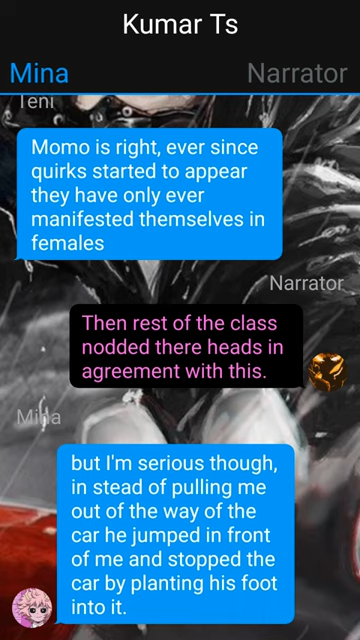 Kumar Ts
Mina
Narrator
Teni
Momo is right, ever since
quirks started to appear
they have only ever
manifested themselves in
females
Narrator
Then rest of the class
nodded there heads in
agreement with this.
Mina
but I'm serious though,
in stead of pulling me
out of the way of the
car he jumped in front
of me and stopped the
car by planting his foot
into it.